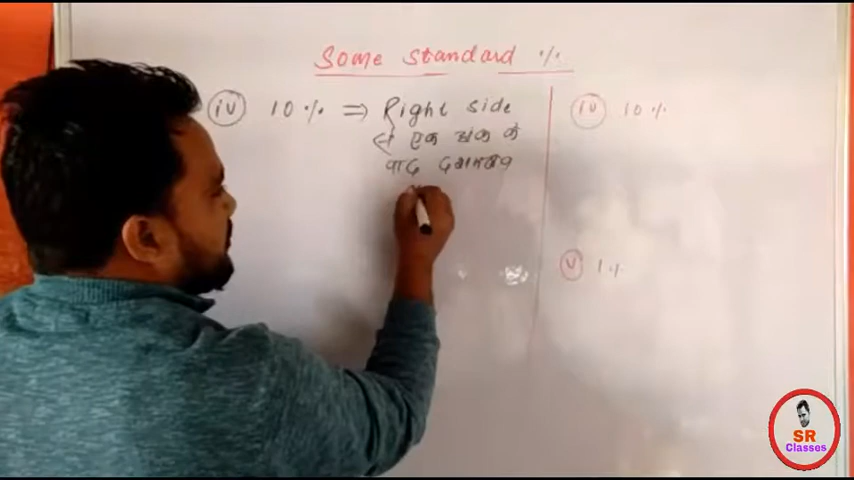 Some standard %
(iv) 10 % ⇒ Right side
से एक अंक के
बाद दशमलव
(iv) 10 %
(v) 1 %
SR
Classes